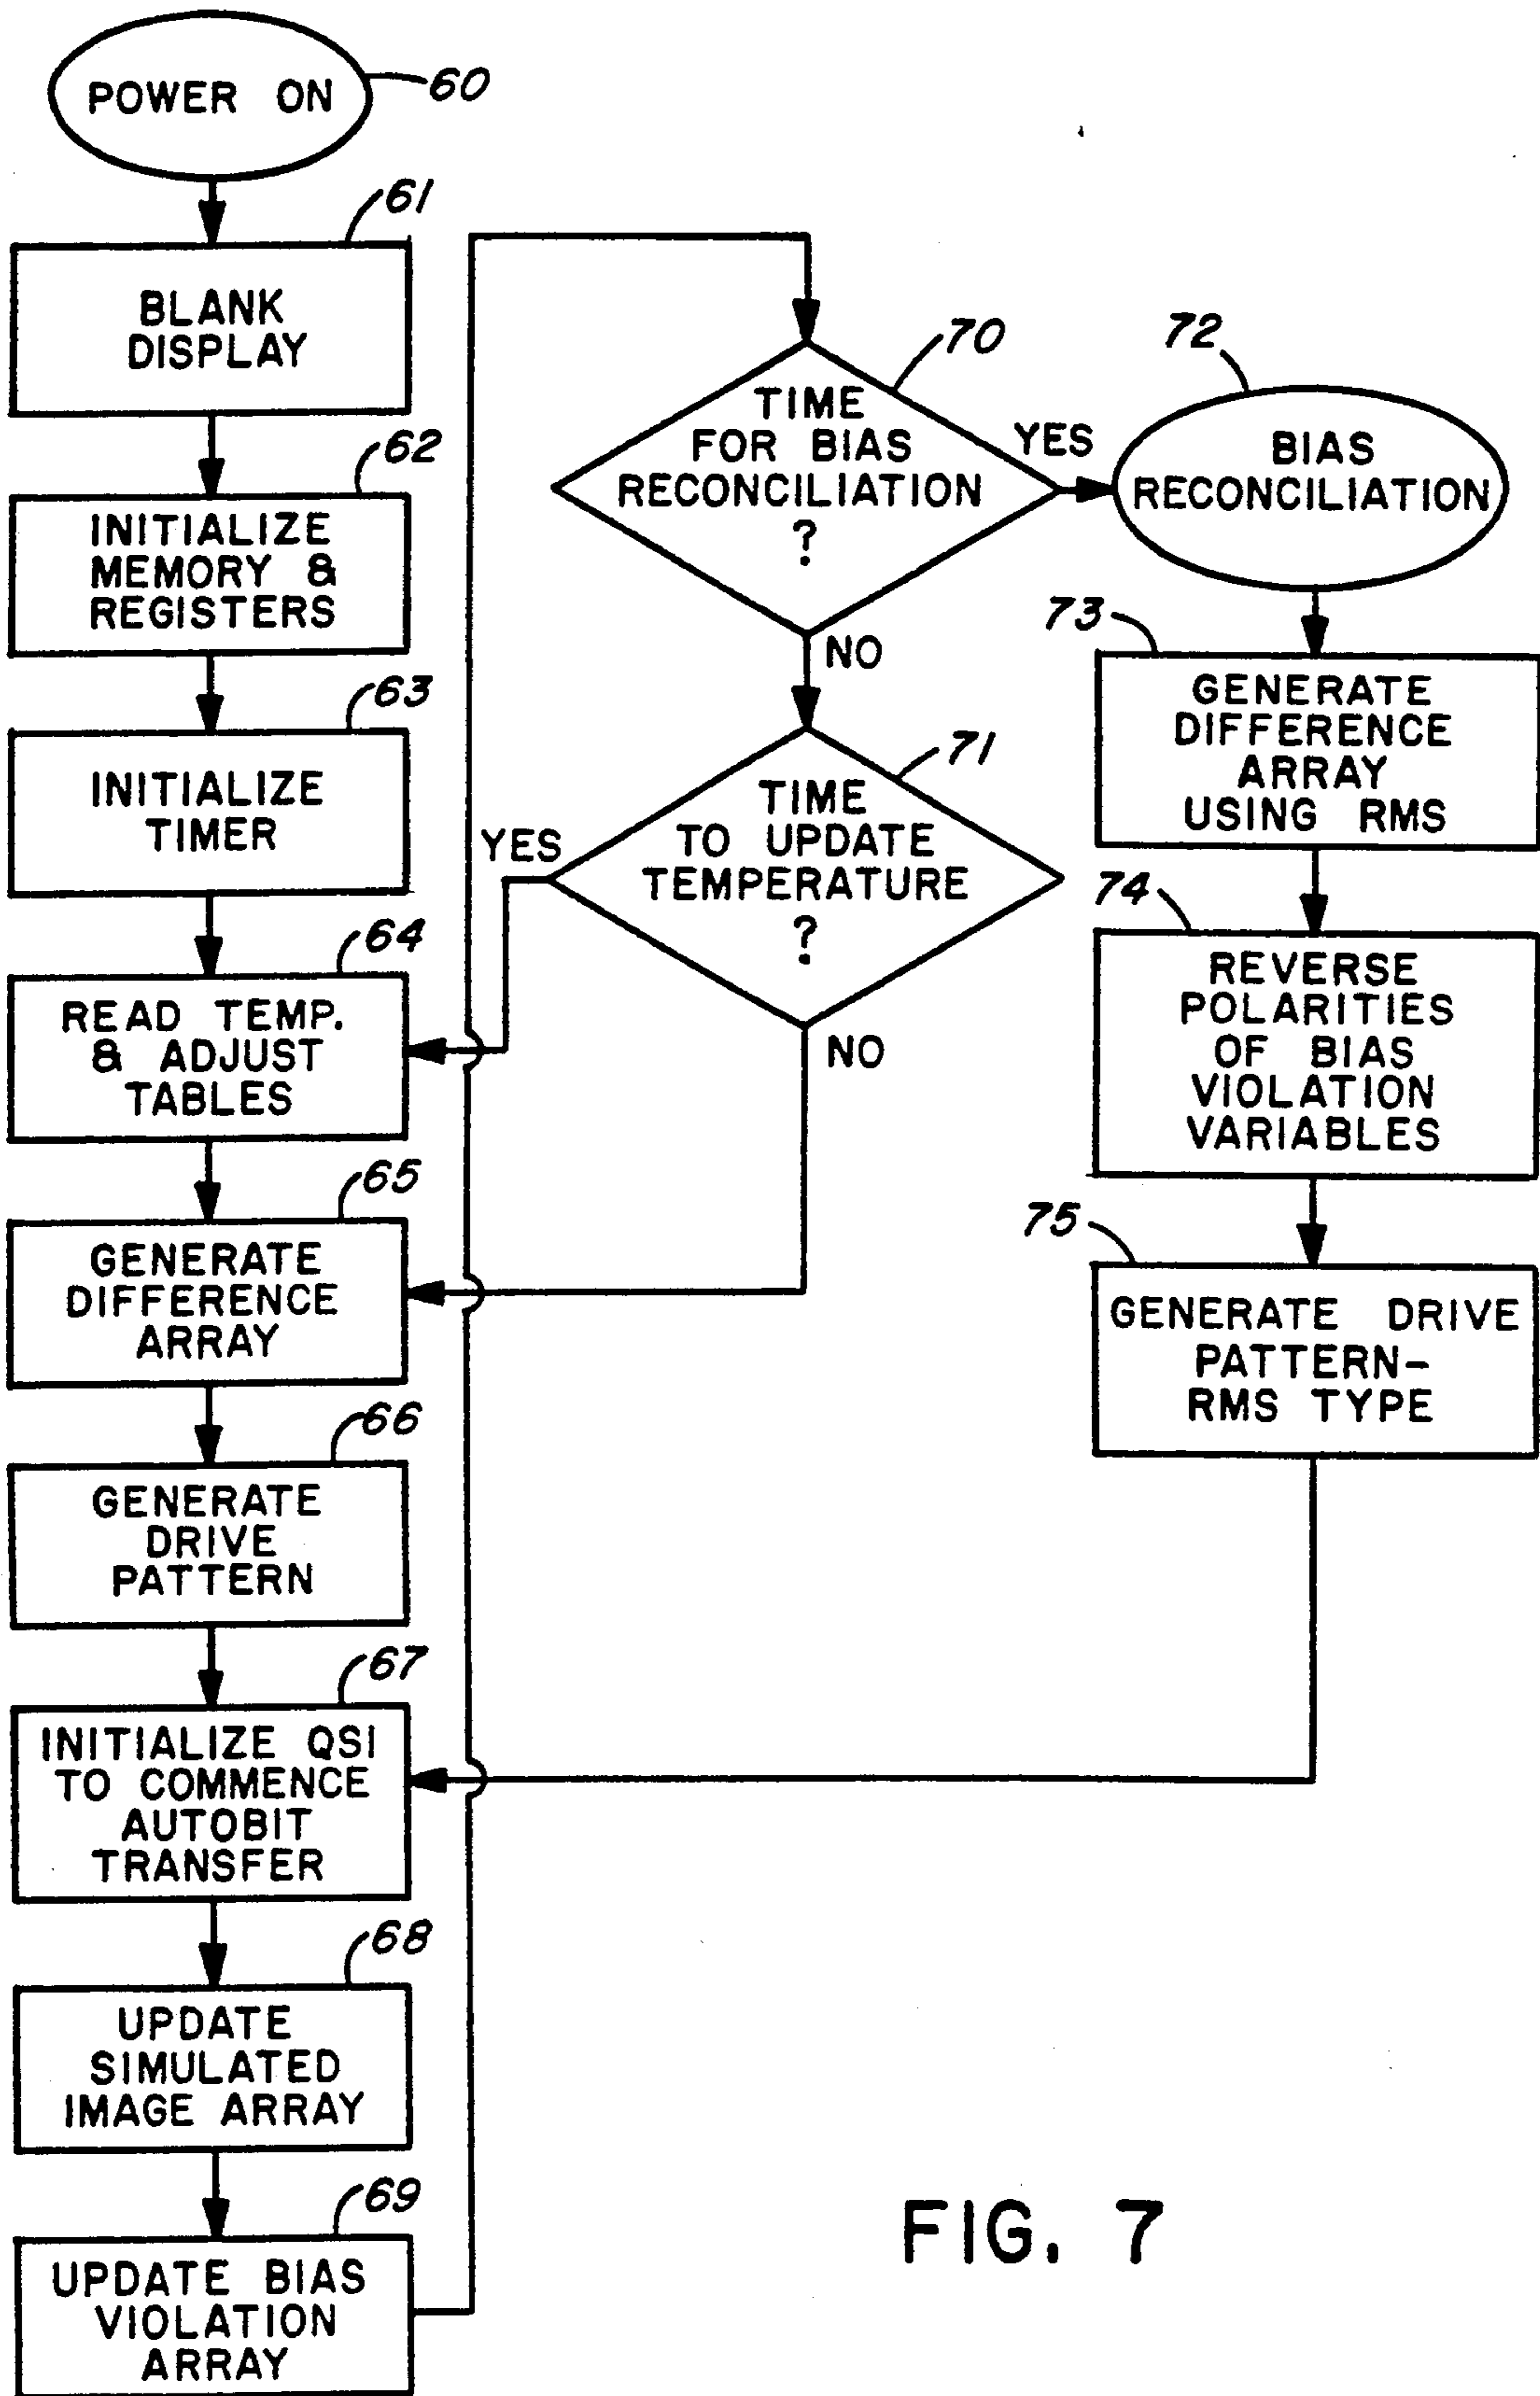 POWER ON
60
61
BLANK
DISPLAY
62
INITIALIZE
MEMORY &
REGISTERS
63
INITIALIZE
TIMER
64
READ TEMP.
& ADJUST
TABLES
65
GENERATE
DIFFERENCE
ARRAY
66
GENERATE
DRIVE
PATTERN
67
INITIALIZE QSI
TO COMMENCE
AUTOBIT
TRANSFER
68
UPDATE
SIMULATED
IMAGE ARRAY
69
UPDATE BIAS
VIOLATION
ARRAY
70
TIME
FOR BIAS
RECONCILIATION
?
YES
NO
71
TIME
TO UPDATE
TEMPERATURE
?
YES
NO
72
BIAS
RECONCILIATION
73
GENERATE
DIFFERENCE
ARRAY
USING RMS
74
REVERSE
POLARITIES
OF BIAS
VIOLATION
VARIABLES
75
GENERATE DRIVE
PATTERN-
RMS TYPE
FIG. 7